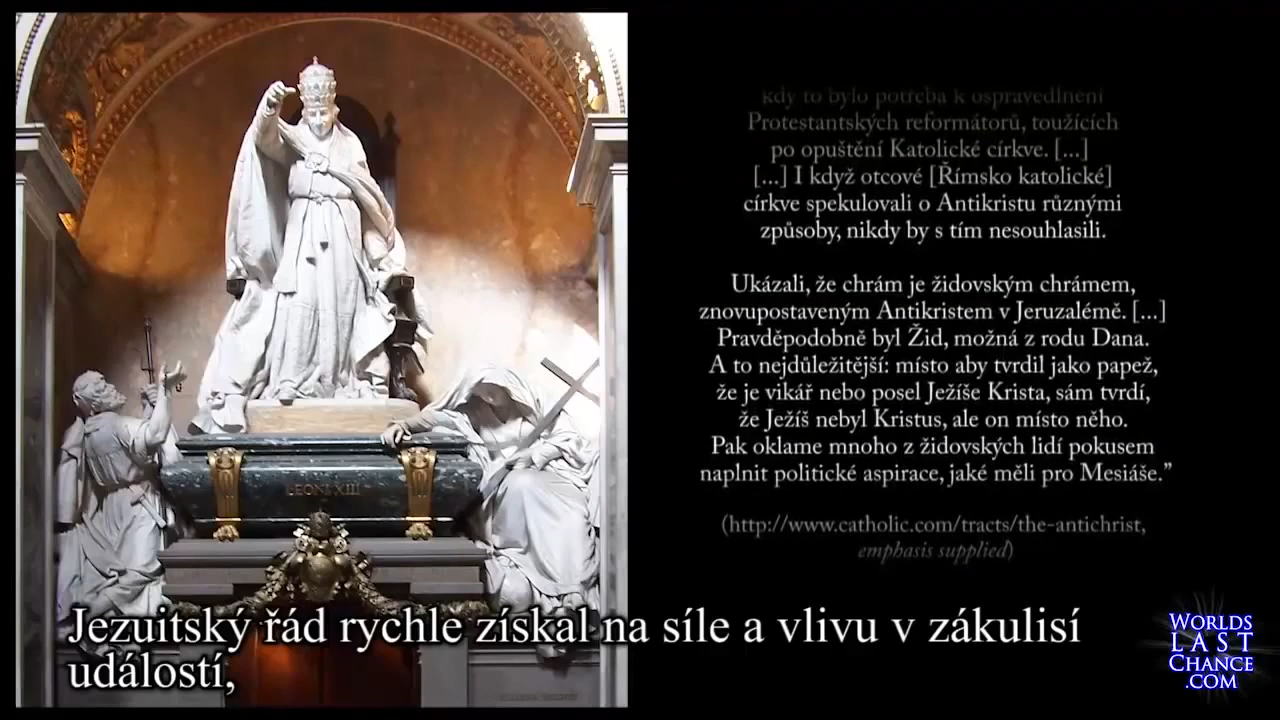 kdy to bylo potřeba k ospravedlnění
Protestantských reformátorů, toužících
po opuštění Katolické církve. [...]
[...] I když otcové [Římsko katolické]
církve spekulovali o Antikristu různými
způsoby, nikdy by s tím nesouhlasili.
Ukázali, že chrám je židovským chrámem,
znovupostaveným Antikristem v Jeruzalémě. [...]
Pravděpodobně byl Žid, možná z rodu Dana.
A to nejdůležitější: místo aby tvrdil jako papež,
že je vikář nebo posel Ježíše Krista, sám tvrdí,
že Ježíš nebyl Kristus, ale on místo něho.
Pak oklame mnoho z židovských lidí pokusem
naplnit politické aspirace, jaké měli pro Mesiáše.”
(http://www.catholic.com/tracts/the-antichrist,
emphasis supplied)
LEONI XIII
Jezuitský řád rychle získal na síle a vlivu v zákulisí
událostí,
WORLDS
LAST
CHANCE
.COM